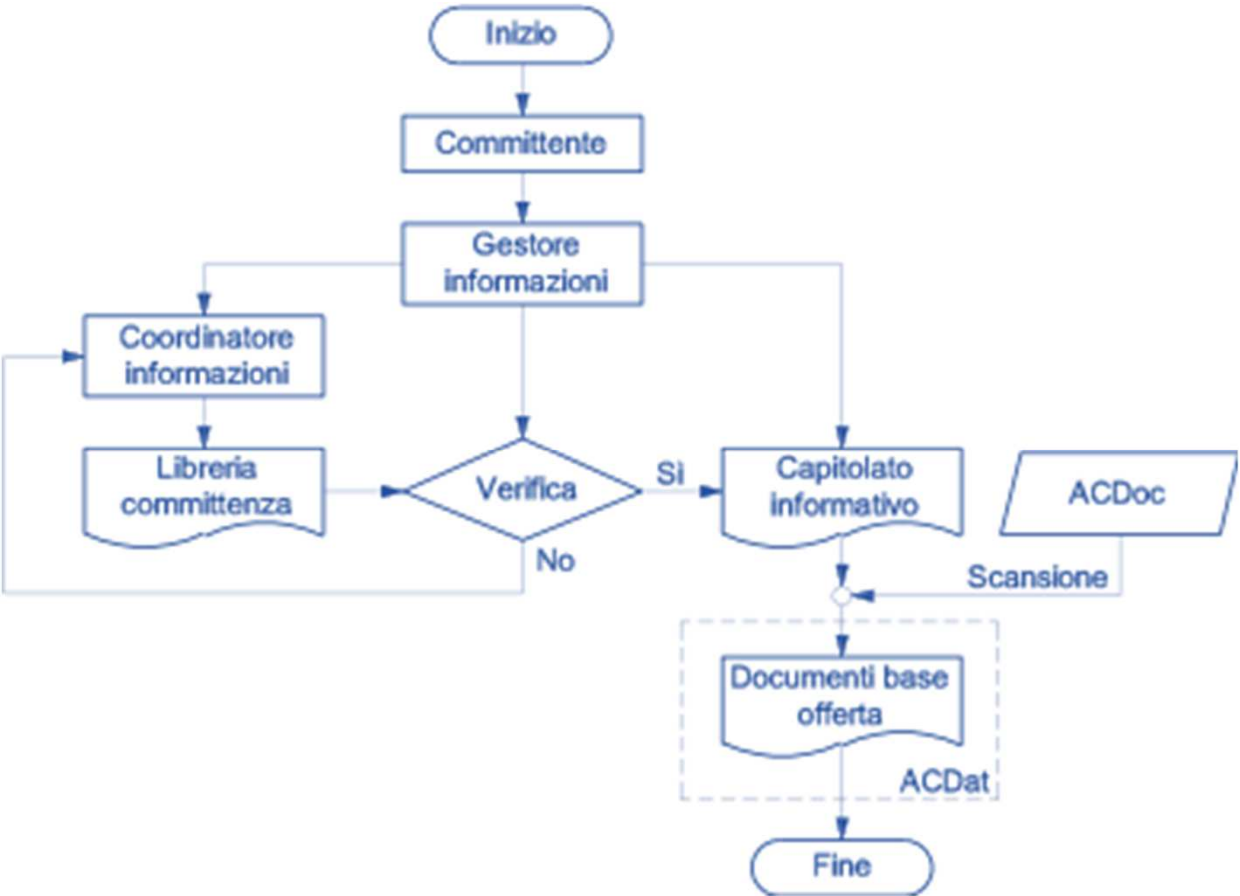 Inizio
Committente
Gestore
informazioni
Coordinatore
informazioni
Libreria
committenza
Verifica
Sì
No
Capitolato
informativo
ACDoc
Scansione
Documenti base
offerta
ACDat
Fine